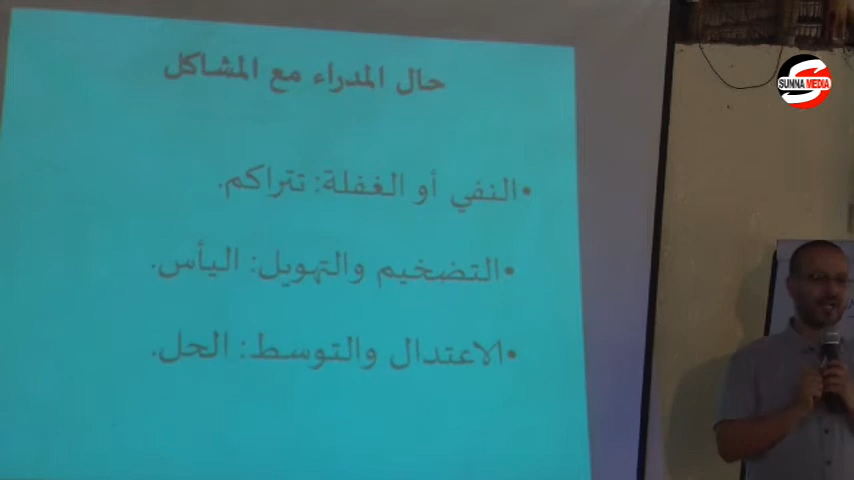 حال المدراء مع المشاكل
•النفي أو الغفلة: تتراكم.
•التضخيم والتهويل: اليأس.
•الاعتدال والتوسط: الحل.
SUNNA MEDIA